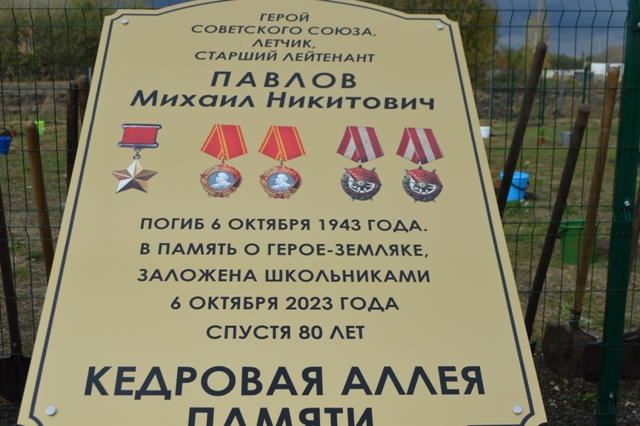 ГЕРОЙ
СОВЕТСКОГО СОЮЗА,
ЛЕТЧИК,
СТАРШИЙ ЛЕЙТЕНАНТ
ПАВЛОВ
МИХАИЛ НИКИТОВИЧ
ПОГИБ 6 ОКТЯБРЯ 1943 ГОДА.
В ПАМЯТЬ О ГЕРОЕ-ЗЕМЛЯКЕ,
ЗАЛОЖЕНА ШКОЛЬНИКАМИ
6 ОКТЯБРЯ 2023 ГОДА
СПУСТЯ 80 ЛЕТ
КЕДРОВАЯ АЛЛЕЯ
ПАМЯТИ